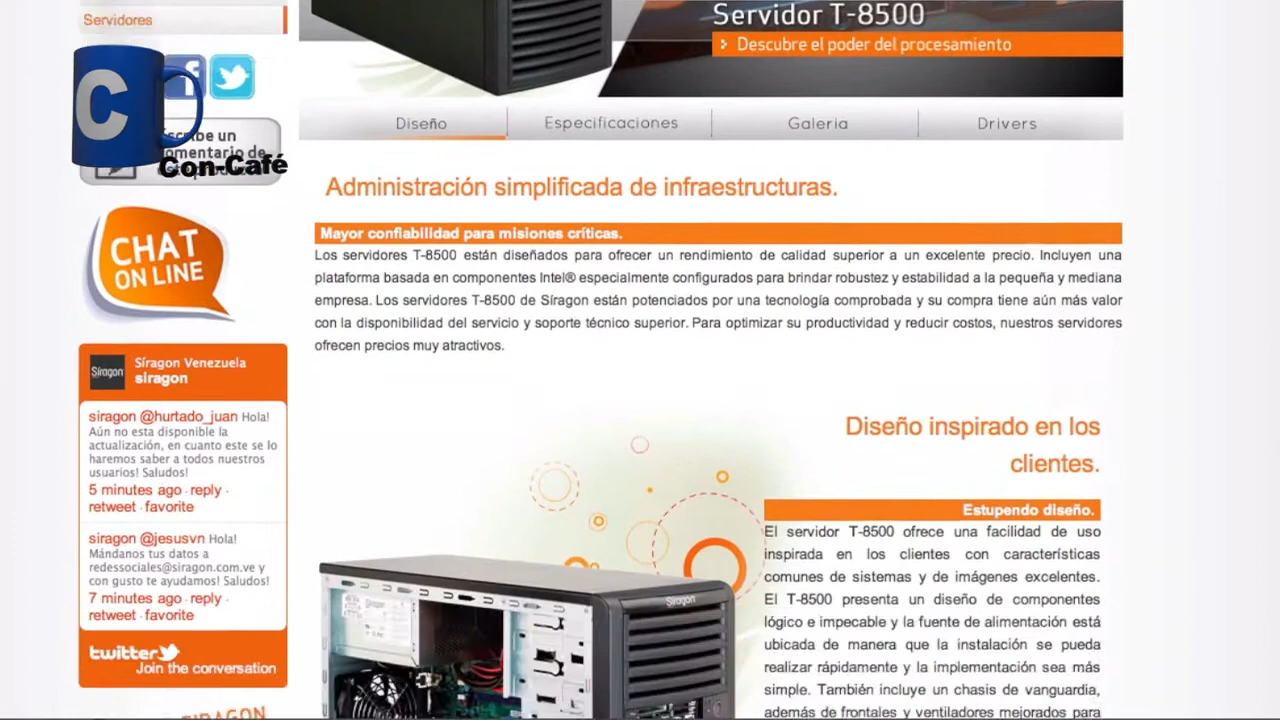 Servidores
Servidor T-8500
Descubre el poder del procesamiento
C
Con-Café
Diseño
Especificaciones
Galeria
Drivers
CHAT
ON LINE
Administración simplificada de infraestructuras.
Mayor confiabilidad para misiones críticas.
Los servidores T-8500 están diseñados para ofrecer un rendimiento de calidad superior a un excelente precio. Incluyen una
plataforma basada en componentes Intel® especialmente configurados para brindar robustez y estabilidad a la pequeña y mediana
empresa. Los servidores T-8500 de Síragon están potenciados por una tecnología comprobada y su compra tiene aún más valor
con la disponibilidad del servicio y soporte técnico superior. Para optimizar su productividad y reducir costos, nuestros servidores
ofrecen precios muy atractivos.
Síragon
Síragon Venezuela
siragon
siragon @hurtado_juan Hola!
Aún no esta disponible la
actualización, en cuanto este se lo
haremos saber a todos nuestros
usuarios! Saludos!
5 minutes ago · reply ·
retweet · favorite
siragon @jesusvn Hola!
Mándanos tus datos a
redessociales@siragon.com.ve y
con gusto te ayudamos! Saludos!
7 minutes ago · reply ·
retweet · favorite
twitter
Join the conversation
Diseño inspirado en los
clientes.
Estupendo diseño.
El servidor T-8500 ofrece una facilidad de uso
inspirada en los clientes con características
comunes de sistemas y de imágenes excelentes.
El T-8500 presenta un diseño de componentes
lógico e impecable y la fuente de alimentación está
ubicada de manera que la instalación se pueda
realizar rápidamente y la implementación sea más
simple. También incluye un chasis de vanguardia,
además de frontales y ventiladores mejorados para
Síragon
SIRAGON